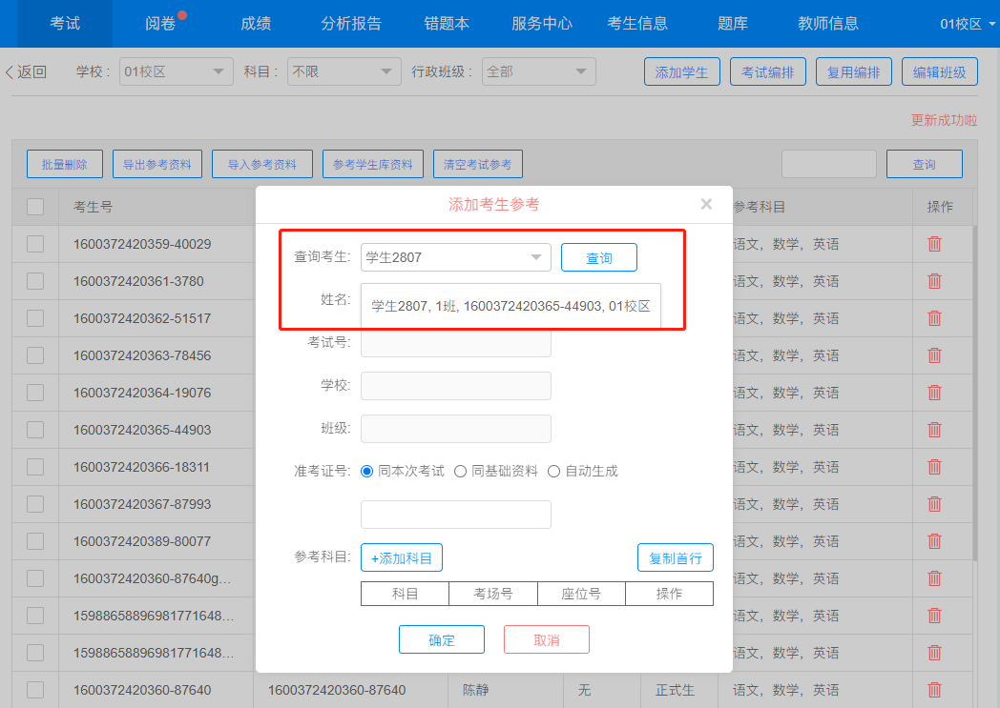 考试 阅卷 成绩 分析报告 错题本 服务中心 考生信息 题库 教师信息 01校区
返回 学校： 01校区 科目： 不限 行政班级： 全部 添加学生 考试编排 复用编排 编辑班级
更新成功啦
批量删除 导出参考资料 导入参考资料 参考学生库资料 清空考试参考 查询
考生号 参考科目 操作
1600372420359-40029 语文，数学，英语
1600372420361-3780 语文，数学，英语
1600372420362-51517 语文，数学，英语
1600372420363-78456 语文，数学，英语
1600372420364-19076 语文，数学，英语
1600372420365-44903 语文，数学，英语
1600372420366-18311 语文，数学，英语
1600372420367-87993 语文，数学，英语
1600372420389-80077 语文，数学，英语
1600372420360-87640g... 语文，数学，英语
15988658896981771648... 语文，数学，英语
15988658896981771648... 语文，数学，英语
1600372420360-87640 1600372420360-87640 陈静 无 正式生 语文，数学，英语
添加考生参考 ×
查询考生: 学生2807 查询
姓名:
学生2807, 1班, 1600372420365-44903, 01校区
考试号:
学校:
班级:
准考证号: 同本次考试 同基础资料 自动生成
参考科目: +添加科目 复制首行
科目 考场号 座位号 操作
确定 取消